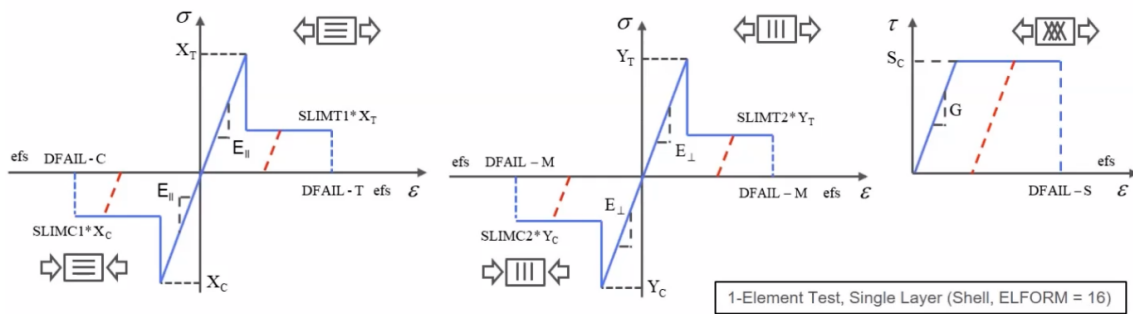 σ
X_T
SLIMT1*X_T
E_∥
efs DFAIL-C
DFAIL-T efs ε
E_∥
SLIMC1*X_C
X_C
σ
Y_T
SLIMT2*Y_T
E_⊥
efs
DFAIL – M
DFAIL – M efs ε
E_⊥
SLIMC2*Y_C
Y_C
τ
S_C
G
efs
DFAIL – S ε
1-Element Test, Single Layer (Shell, ELFORM = 16)